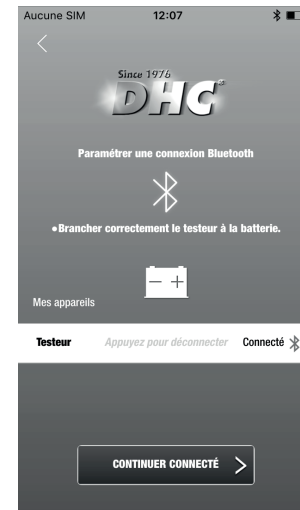 Aucune SIM 12:07
Since 1976
DHC®
Paramétrer une connexion Bluetooth
•Brancher correctement le testeur à la batterie.
Mes appareils
Testeur Appuyez pour déconnecter Connecté
CONTINUER CONNECTÉ